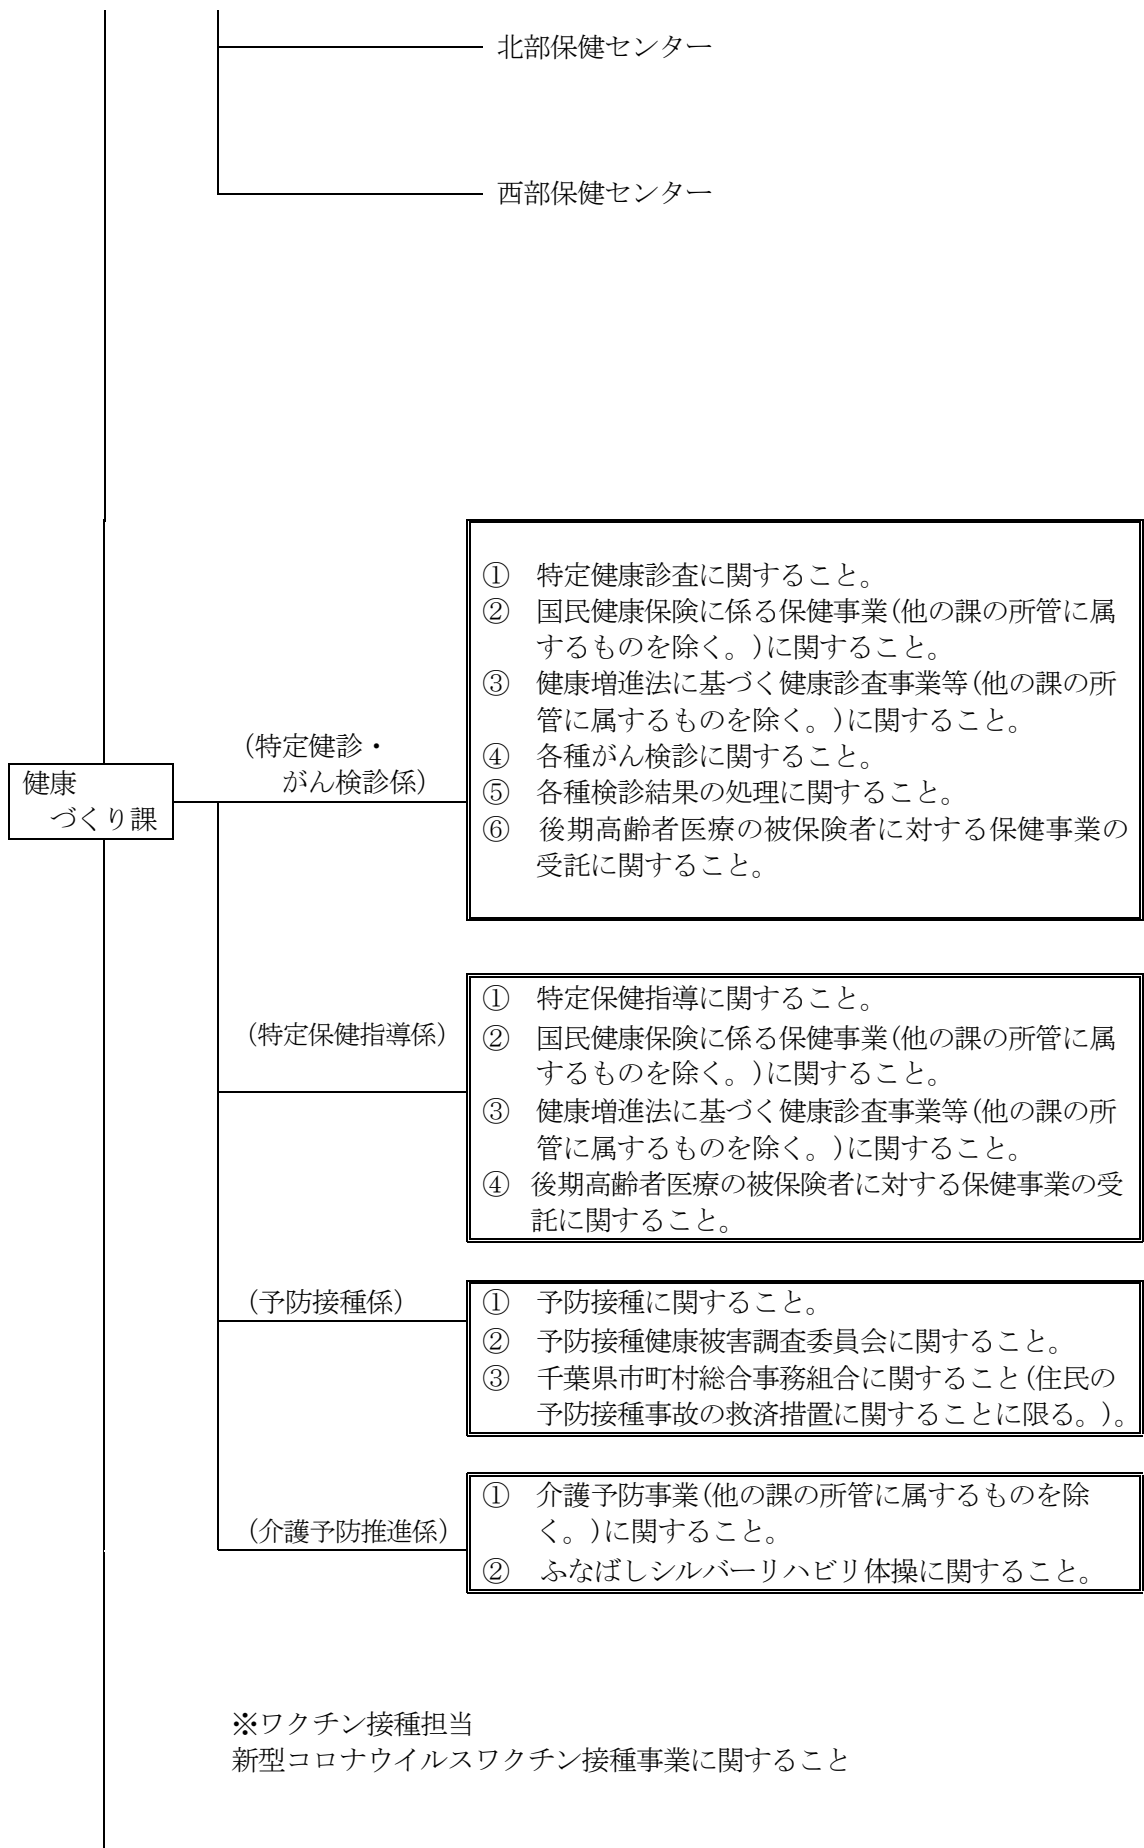 北部保健センター
西部保健センター
健康
づくり課
(特定健診・
がん検診係)
① 特定健康診査に関すること。
② 国民健康保険に係る保健事業(他の課の所管に属
するものを除く。)に関すること。
③ 健康増進法に基づく健康診査事業等(他の課の所
管に属するものを除く。)に関すること。
④ 各種がん検診に関すること。
⑤ 各種検診結果の処理に関すること。
⑥ 後期高齢者医療の被保険者に対する保健事業の
受託に関すること。
(特定保健指導係)
① 特定保健指導に関すること。
② 国民健康保険に係る保健事業(他の課の所管に属
するものを除く。)に関すること。
③ 健康増進法に基づく健康診査事業等(他の課の所
管に属するものを除く。)に関すること。
④ 後期高齢者医療の被保険者に対する保健事業の受
託に関すること。
(予防接種係)
① 予防接種に関すること。
② 予防接種健康被害調査委員会に関すること。
③ 千葉県市町村総合事務組合に関すること(住民の
予防接種事故の救済措置に関することに限る。)。
(介護予防推進係)
① 介護予防事業(他の課の所管に属するものを除
く。)に関すること。
② ふなばしシルバーリハビリ体操に関すること。
※ワクチン接種担当
新型コロナウイルスワクチン接種事業に関すること